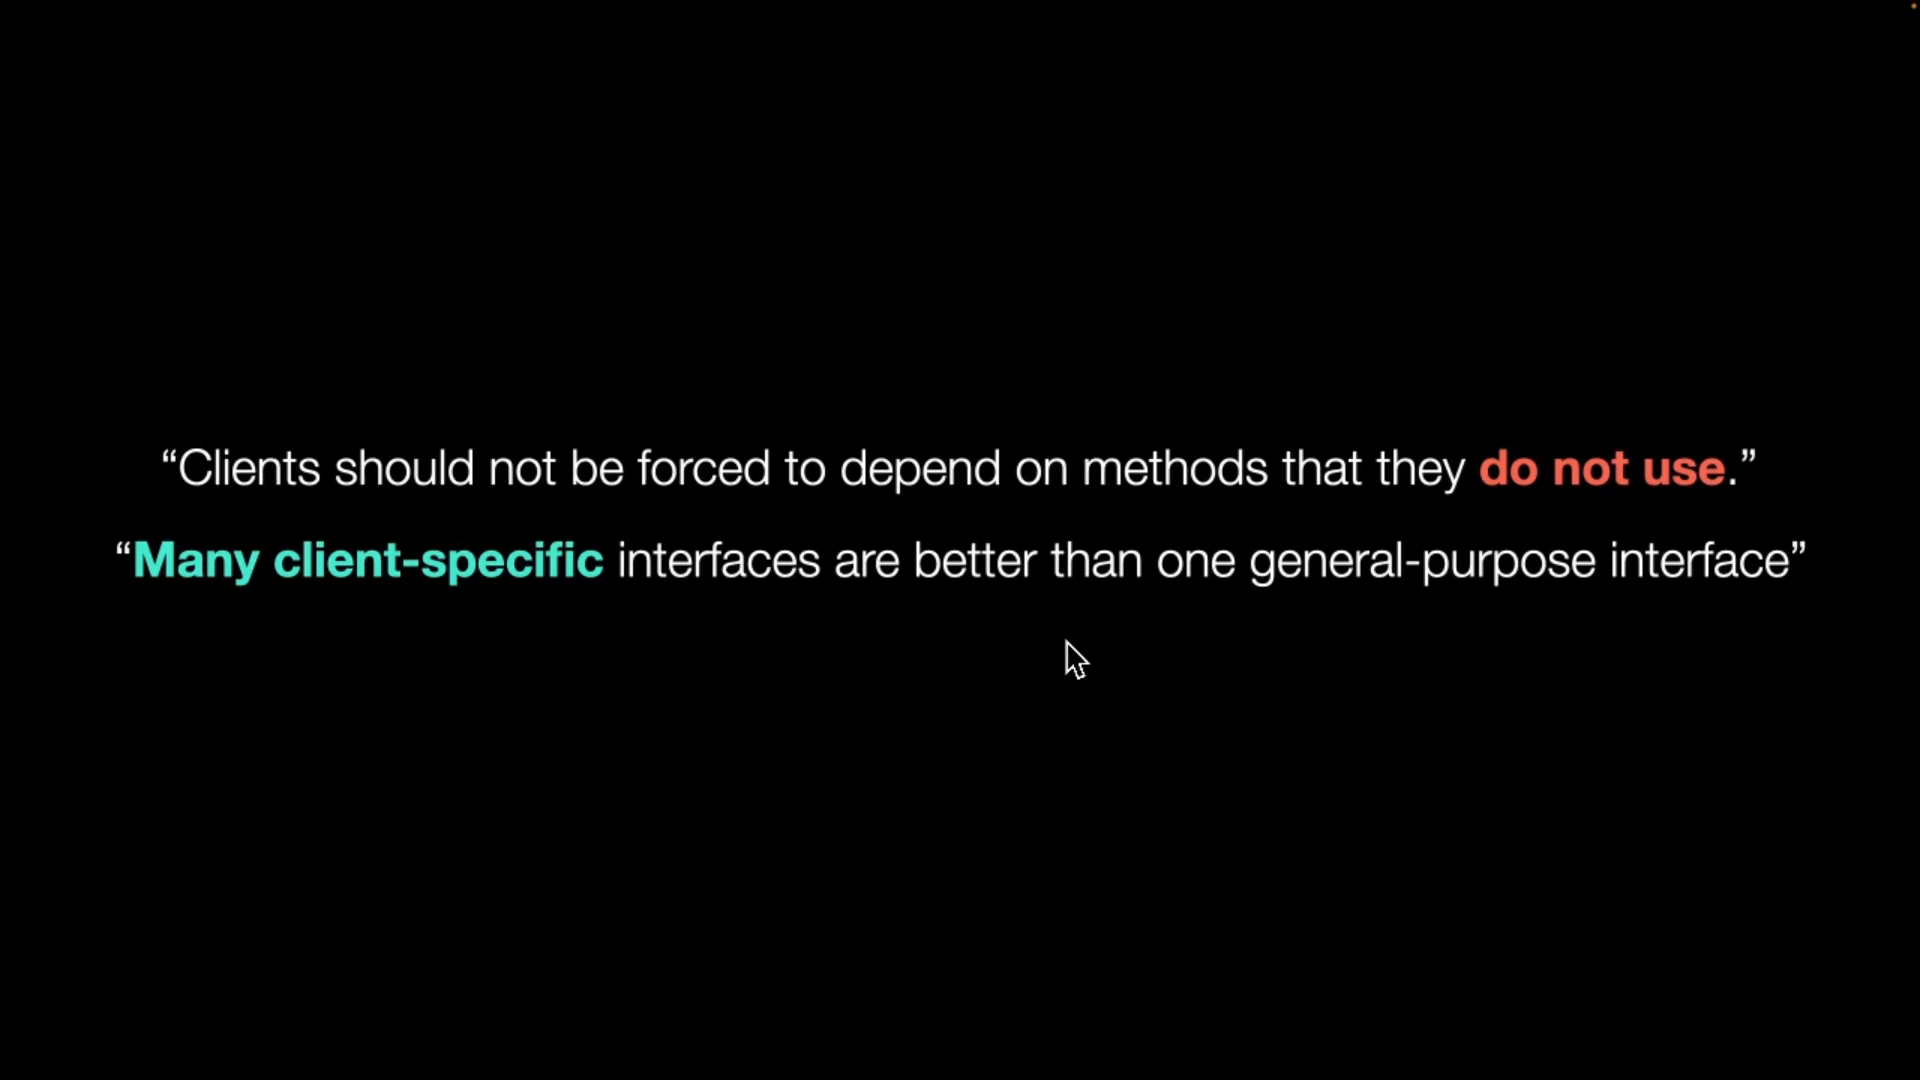 “Clients should not be forced to depend on methods that they do not use.”
“Many client-specific interfaces are better than one general-purpose interface”